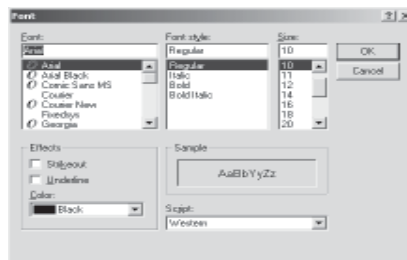 Font
Font: Font style: Size:
Arial Regular 10 OK
Arial Regular 10 Cancel
Arial Black Italic 11
Comic Sans MS Bold 12
Courier Bold Italic 14
Courier New 16
Fixedsys 18
Georgia 20
Effects Sample
Strikeout AaBbYyZz
Underline
Color:
Black Script:
Western